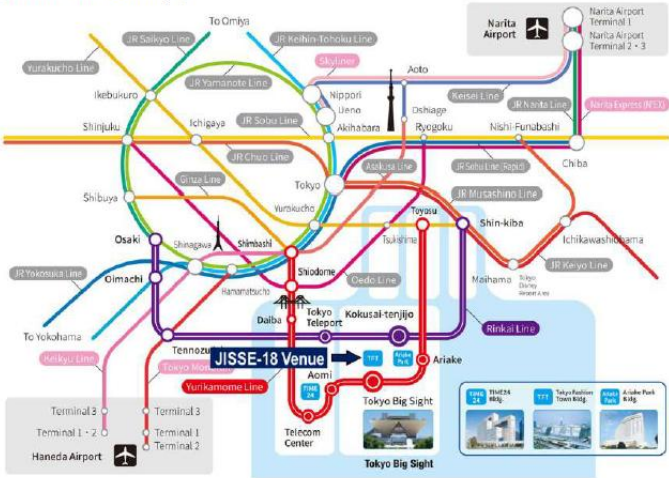 To Omiya
JR Saikyo Line
JR Keihin-Tohoku Line
Narita
Airport
Narita Airport
Terminal 1
Narita Airport
Terminal 2・3
Yurakucho Line
JR Yamanote Line
Skyliner
Aoto
Ikebukuro
Nippori
Ueno
Keisei Line
JR Narita Line
Narita Express (N'EX)
Oshiage
Shinjuku
Ichigaya
JR Sobu Line
Akihabara
Ryogoku
Nishi-Funabashi
JR Chuo Line
Asakusa Line
JR Sobu Line (Rapid)
Chiba
Ginza Line
Tokyo
JR Musashino Line
Shibuya
Yurakucho
Toyosu
Shin-kiba
Osaki
Shinagawa
Shimbashi
Tsukishima
Ichikawashiohama
JR Yokosuka Line
Oimachi
Hamamatsucho
Shiodome
Oedo Line
Maihama
Tokyo
Disney
Resort Area
JR Keiyo Line
To Yokohama
Daiba
Tokyo
Teleport
Kokusai-tenjijo
Rinkai Line
Keikyu Line
Tennozu
JISSE-18 Venue
TFT
Ariake
Park
Ariake
Tokyo Mono
Yurikamome Line
Aomi
TIME
24
Tokyo Big Sight
Telecom
Center
Tokyo Big Sight
TIME
24
TIME24
Bldg.
TFT
Tokyo Fashion
Town Bldg.
Ariake
Park
Ariake Park
Bldg.
Terminal 3
Terminal 1・2
Terminal 3
Terminal 1
Terminal 2
Haneda Airport